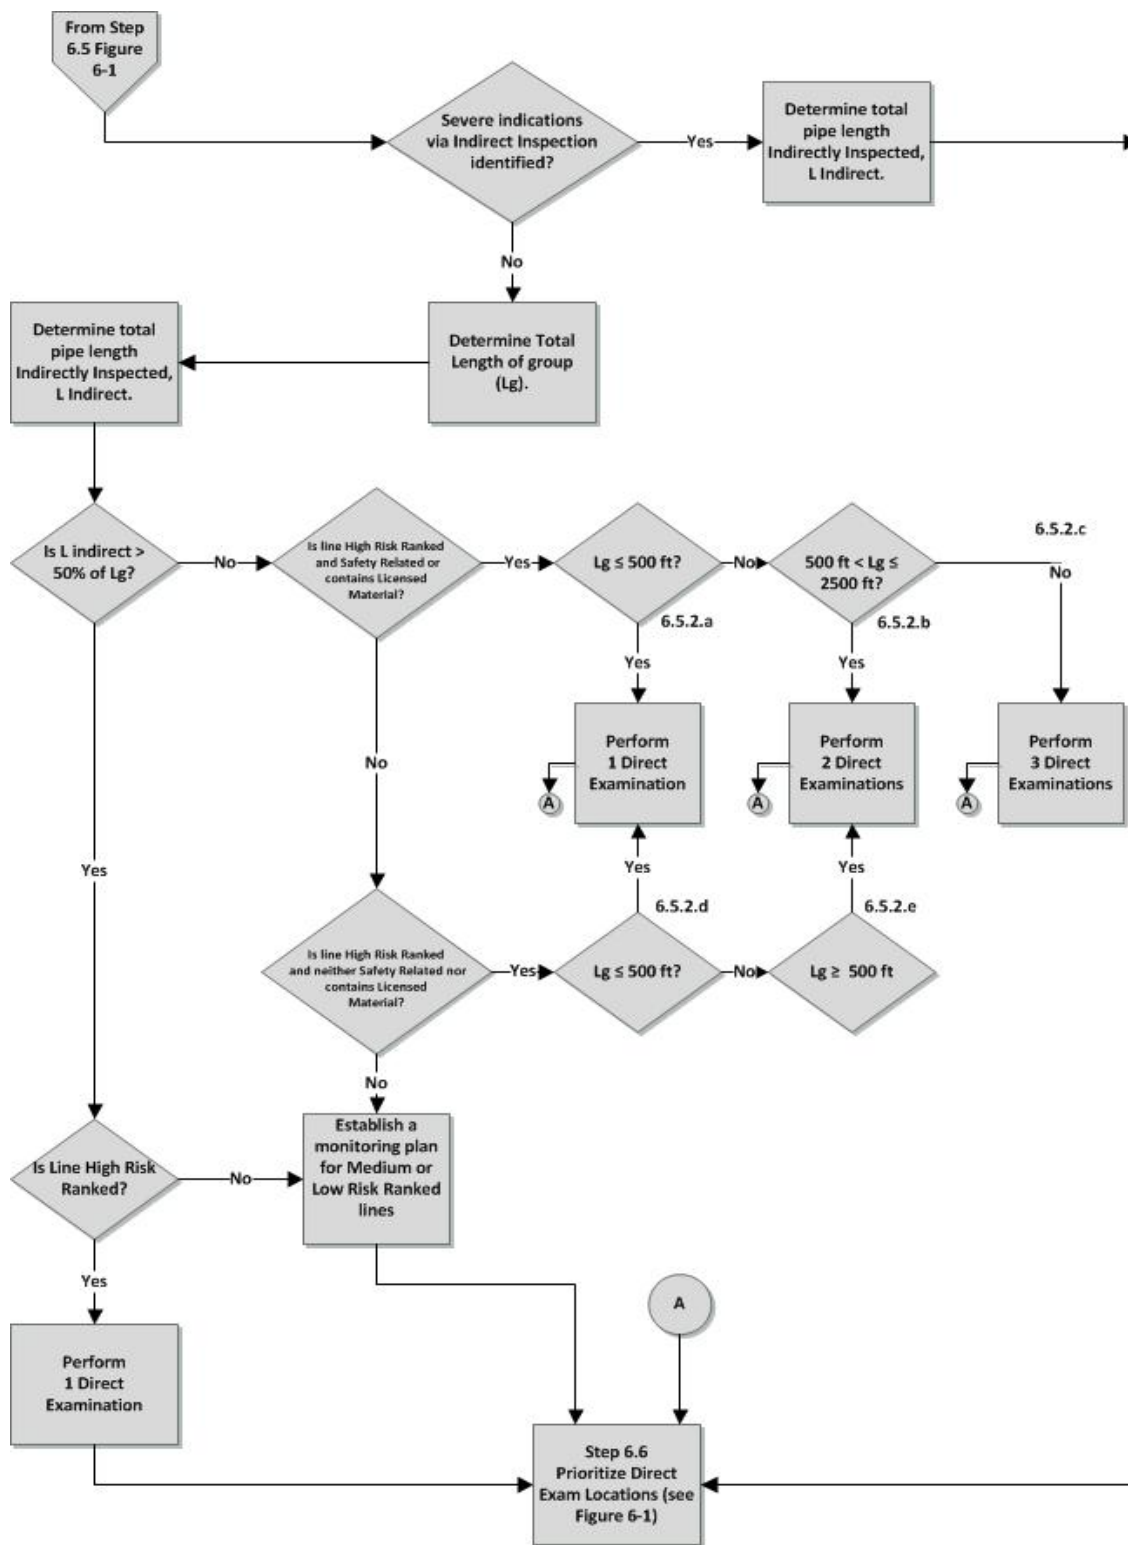 From Step
6.5 Figure
6-1
Severe indications
via Indirect Inspection
identified?
Yes
Determine total
pipe length
Indirectly Inspected,
L Indirect.
No
Determine total
pipe length
Indirectly Inspected,
L Indirect.
Determine Total
Length of group
(Lg).
Is L indirect >
50% of Lg?
No
Is line High Risk Ranked
and Safety Related or
contains Licensed
Material?
Yes
Lg ≤ 500 ft?
No
500 ft < Lg ≤
2500 ft?
6.5.2.c
No
6.5.2.a
6.5.2.b
Yes
Yes
No
Perform
1 Direct
Examination
A
Perform
2 Direct
Examinations
A
Perform
3 Direct
Examinations
A
Yes
Yes
Yes
6.5.2.d
6.5.2.e
Is line High Risk Ranked
and neither Safety Related nor
contains Licensed
Material?
Yes
Lg ≤ 500 ft?
No
Lg ≥ 500 ft
No
Is Line High Risk
Ranked?
No
Establish a
monitoring plan
for Medium or
Low Risk Ranked
lines
Yes
A
Perform
1 Direct
Examination
Step 6.6
Prioritize Direct
Exam Locations (see
Figure 6-1)